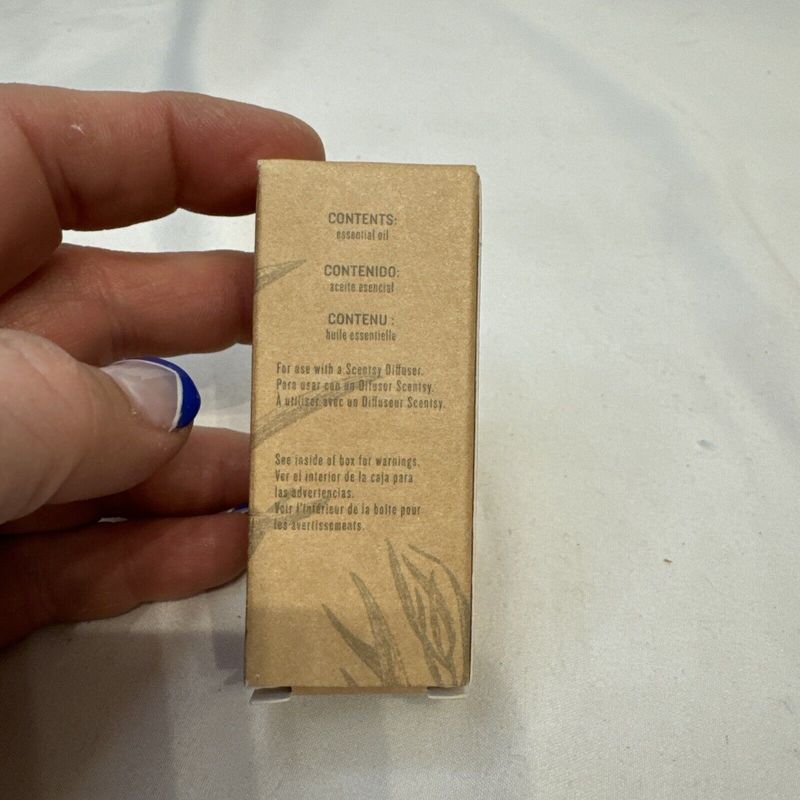 CONTENTS:
essential oil
CONTENIDO:
aceite esencial
CONTENU :
huile essentielle
For use with a Scentsy Diffuser.
Para usar con un Difusor Scentsy.
À utiliser avec un Diffuseur Scentsy.
See inside of box for warnings.
Ver el interior de la caja para
las advertencias.
Voir l'intérieur de la boîte pour
les avertissements.